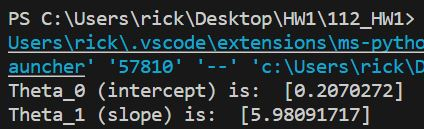 PS C:\Users\rick\Desktop\HW1\112_HW1>
Users\rick\.vscode\extensions\ms-pytho
auncher' '57810' '--' 'c:\Users\rick\D
Theta_0 (intercept) is:  [0.2070272]
Theta_1 (slope) is:  [5.98091717]